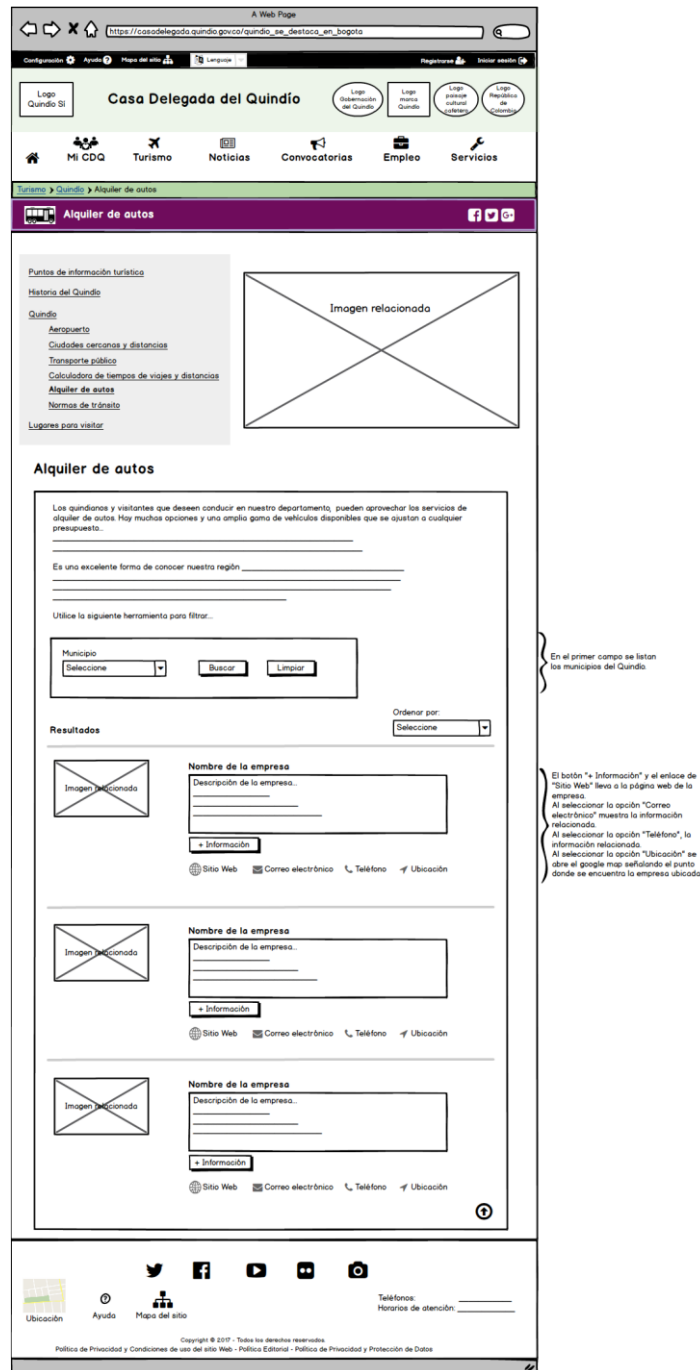 A Web Page
https://casadelegada.quindio.gov.co/quindio_se_destaca_en_bogota
Configuración Ayuda Mapa del sitio Lenguaje Registrarse Iniciar sesión
Logo
Quindío Sí
Casa Delegada del Quindío
Logo
Gobernación
del Quindío
Logo
marca
Quindío
Logo
paisaje
cultural
cafetero
Logo
República
de
Colombia
Mi CDQ Turismo Noticias Convocatorias Empleo Servicios
Turismo > Quindío > Alquiler de autos
Alquiler de autos
Puntos de información turística
Historia del Quindío
Quindío
Aeropuerto
Ciudades cercanas y distancias
Transporte público
Calculadora de tiempos de viajes y distancias
Alquiler de autos
Normas de tránsito
Lugares para visitar
Imagen relacionada
Alquiler de autos
Los quindianos y visitantes que deseen conducir en nuestro departamento, pueden aprovechar los servicios de
alquiler de autos. Hay muchas opciones y una amplia gama de vehículos disponibles que se ajustan a cualquier
presupuesto...
Es una excelente forma de conocer nuestra región
Utilice la siguiente herramienta para filtrar...
Municipio
Seleccione
Buscar
Limpiar
En el primer campo se listan
los municipios del Quindío.
Ordenar por:
Seleccione
Resultados
Imagen relacionada
Nombre de la empresa
Descripción de la empresa...
+ Información
Sitio Web Correo electrónico Teléfono Ubicación
El botón "+ Información" y el enlace de
"Sitio Web" lleva a la página web de la
empresa.
Al seleccionar la opción "Correo
electrónico" muestra la información
relacionada.
Al seleccionar la opción "Teléfono", la
información relacionada.
Al seleccionar la opción "Ubicación" se
abre el google map señalando el punto
donde se encuentra la empresa ubicada
Imagen relacionada
Nombre de la empresa
Descripción de la empresa...
+ Información
Sitio Web Correo electrónico Teléfono Ubicación
Imagen relacionada
Nombre de la empresa
Descripción de la empresa...
+ Información
Sitio Web Correo electrónico Teléfono Ubicación
Ubicación
Ayuda
Mapa del sitio
Teléfonos:
Horarios de atención:
Copyright © 2017 - Todos los derechos reservados.
Política de Privacidad y Condiciones de uso del sitio Web - Política Editorial - Política de Privacidad y Protección de Datos